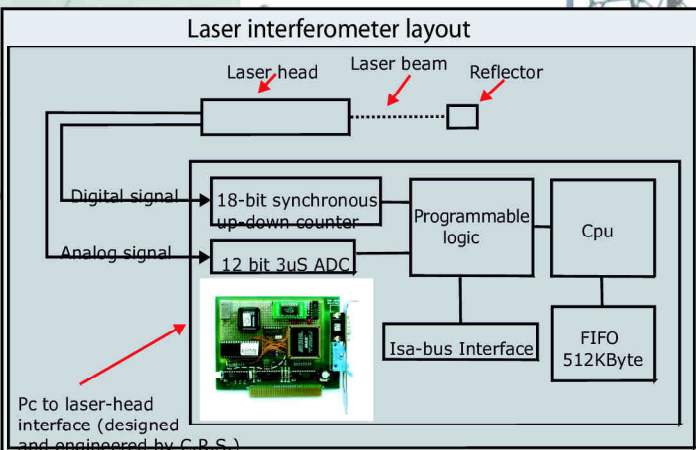 Laser interferometer layout
Laser head
Laser beam
Reflector
Digital signal
18-bit synchronous
up-down counter
Programmable
logic
Cpu
Analog signal
12 bit 3uS ADC
Isa-bus Interface
FIFO
512KByte
Pc to laser-head
interface (designed
and engineered by C.R.S.)